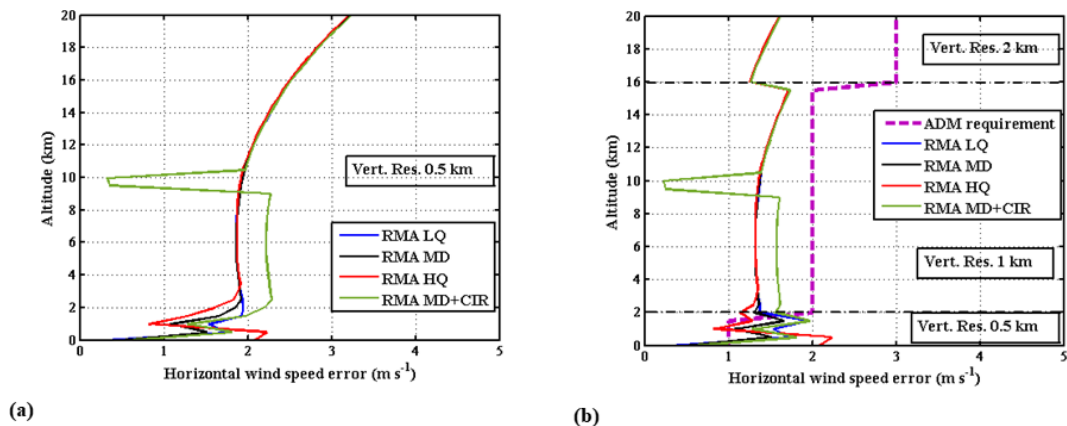 20
18
16
14
12
10
8
6
4
2
0
Altitude (km)
Vert. Res. 0.5 km
RMA LQ
RMA MD
RMA HQ
RMA MD+CIR
0 1 2 3 4 5
Horizontal wind speed error (m s⁻¹)
(a)
20
18
16
14
12
10
8
6
4
2
0
Altitude (km)
Vert. Res. 2 km
ADM requirement
RMA LQ
RMA MD
RMA HQ
RMA MD+CIR
Vert. Res. 1 km
Vert. Res. 0.5 km
0 1 2 3 4 5
Horizontal wind speed error (m s⁻¹)
(b)